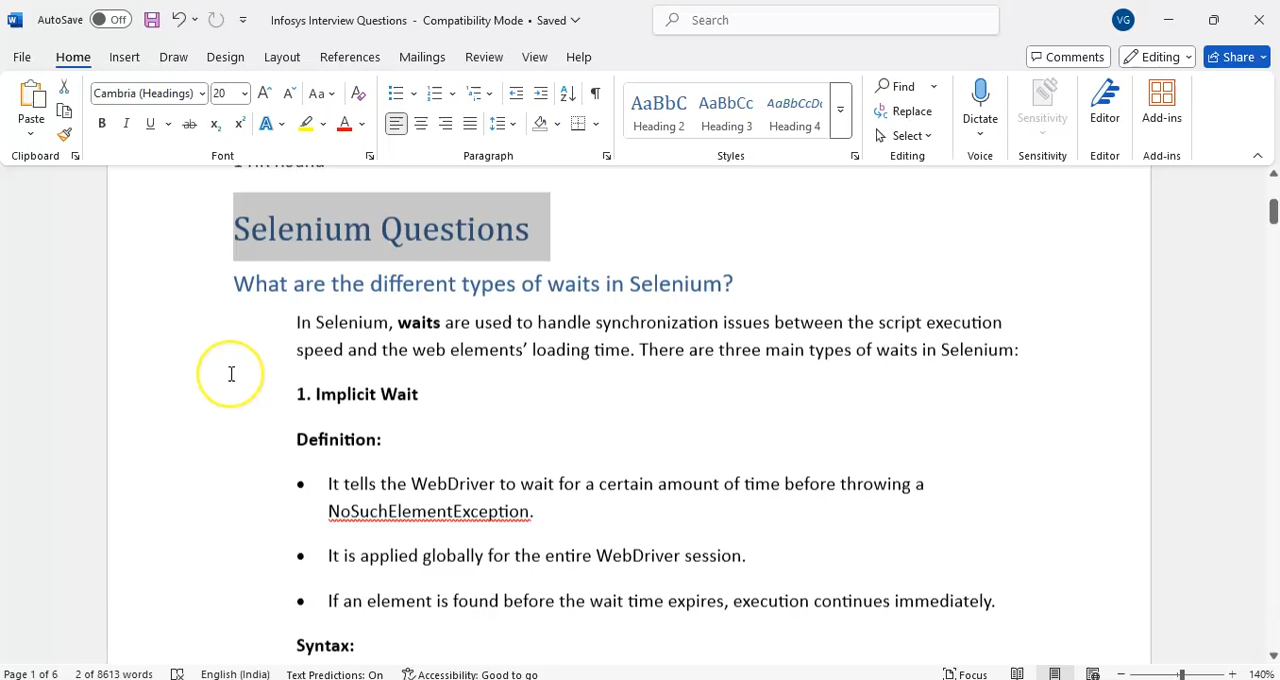 AutoSave Off Infosys Interview Questions - Compatibility Mode • Saved Search VG
File Home Insert Draw Design Layout References Mailings Review View Help Comments Editing Share
Cambria (Headings) 20 Aa AaBbC AaBbCc AaBbCcDc Find
Paste Heading 2 Heading 3 Heading 4 Replace Dictate Sensitivity Editor Add-ins
Select
Clipboard Font Paragraph Styles Editing Voice Sensitivity Editor Add-ins
Selenium Questions
What are the different types of waits in Selenium?
In Selenium, waits are used to handle synchronization issues between the script execution
speed and the web elements’ loading time. There are three main types of waits in Selenium:
1. Implicit Wait
Definition:
• It tells the WebDriver to wait for a certain amount of time before throwing a
NoSuchElementException.
• It is applied globally for the entire WebDriver session.
• If an element is found before the wait time expires, execution continues immediately.
Syntax:
Page 1 of 6 2 of 8613 words English (India) Text Predictions: On Accessibility: Good to go Focus 140%